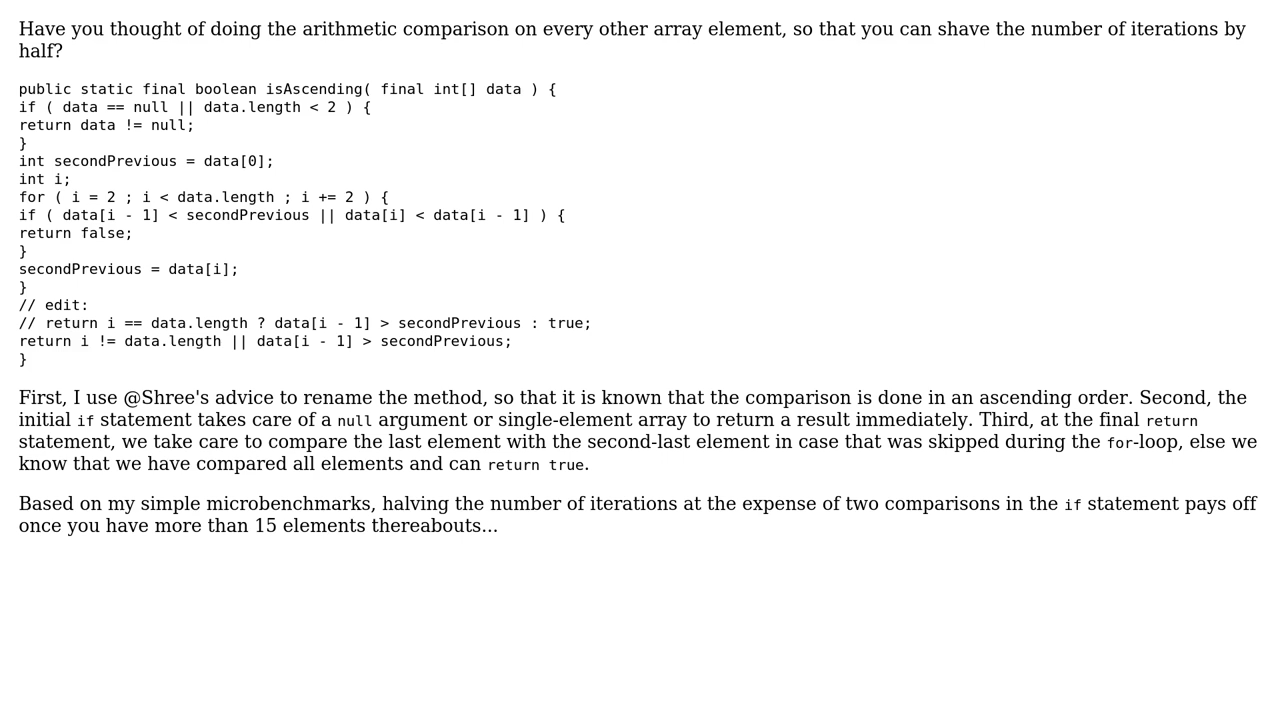 Have you thought of doing the arithmetic comparison on every other array element, so that you can shave the number of iterations by
half?
public static final boolean isAscending( final int[] data ) {
if ( data == null || data.length < 2 ) {
return data != null;
}
int secondPrevious = data[0];
int i;
for ( i = 2 ; i < data.length ; i += 2 ) {
if ( data[i - 1] < secondPrevious || data[i] < data[i - 1] ) {
return false;
}
secondPrevious = data[i];
}
// edit:
// return i == data.length ? data[i - 1] > secondPrevious : true;
return i != data.length || data[i - 1] > secondPrevious;
}
First, I use @Shree's advice to rename the method, so that it is known that the comparison is done in an ascending order. Second, the
initial if statement takes care of a null argument or single-element array to return a result immediately. Third, at the final return
statement, we take care to compare the last element with the second-last element in case that was skipped during the for-loop, else we
know that we have compared all elements and can return true.
Based on my simple microbenchmarks, halving the number of iterations at the expense of two comparisons in the if statement pays off
once you have more than 15 elements thereabouts...